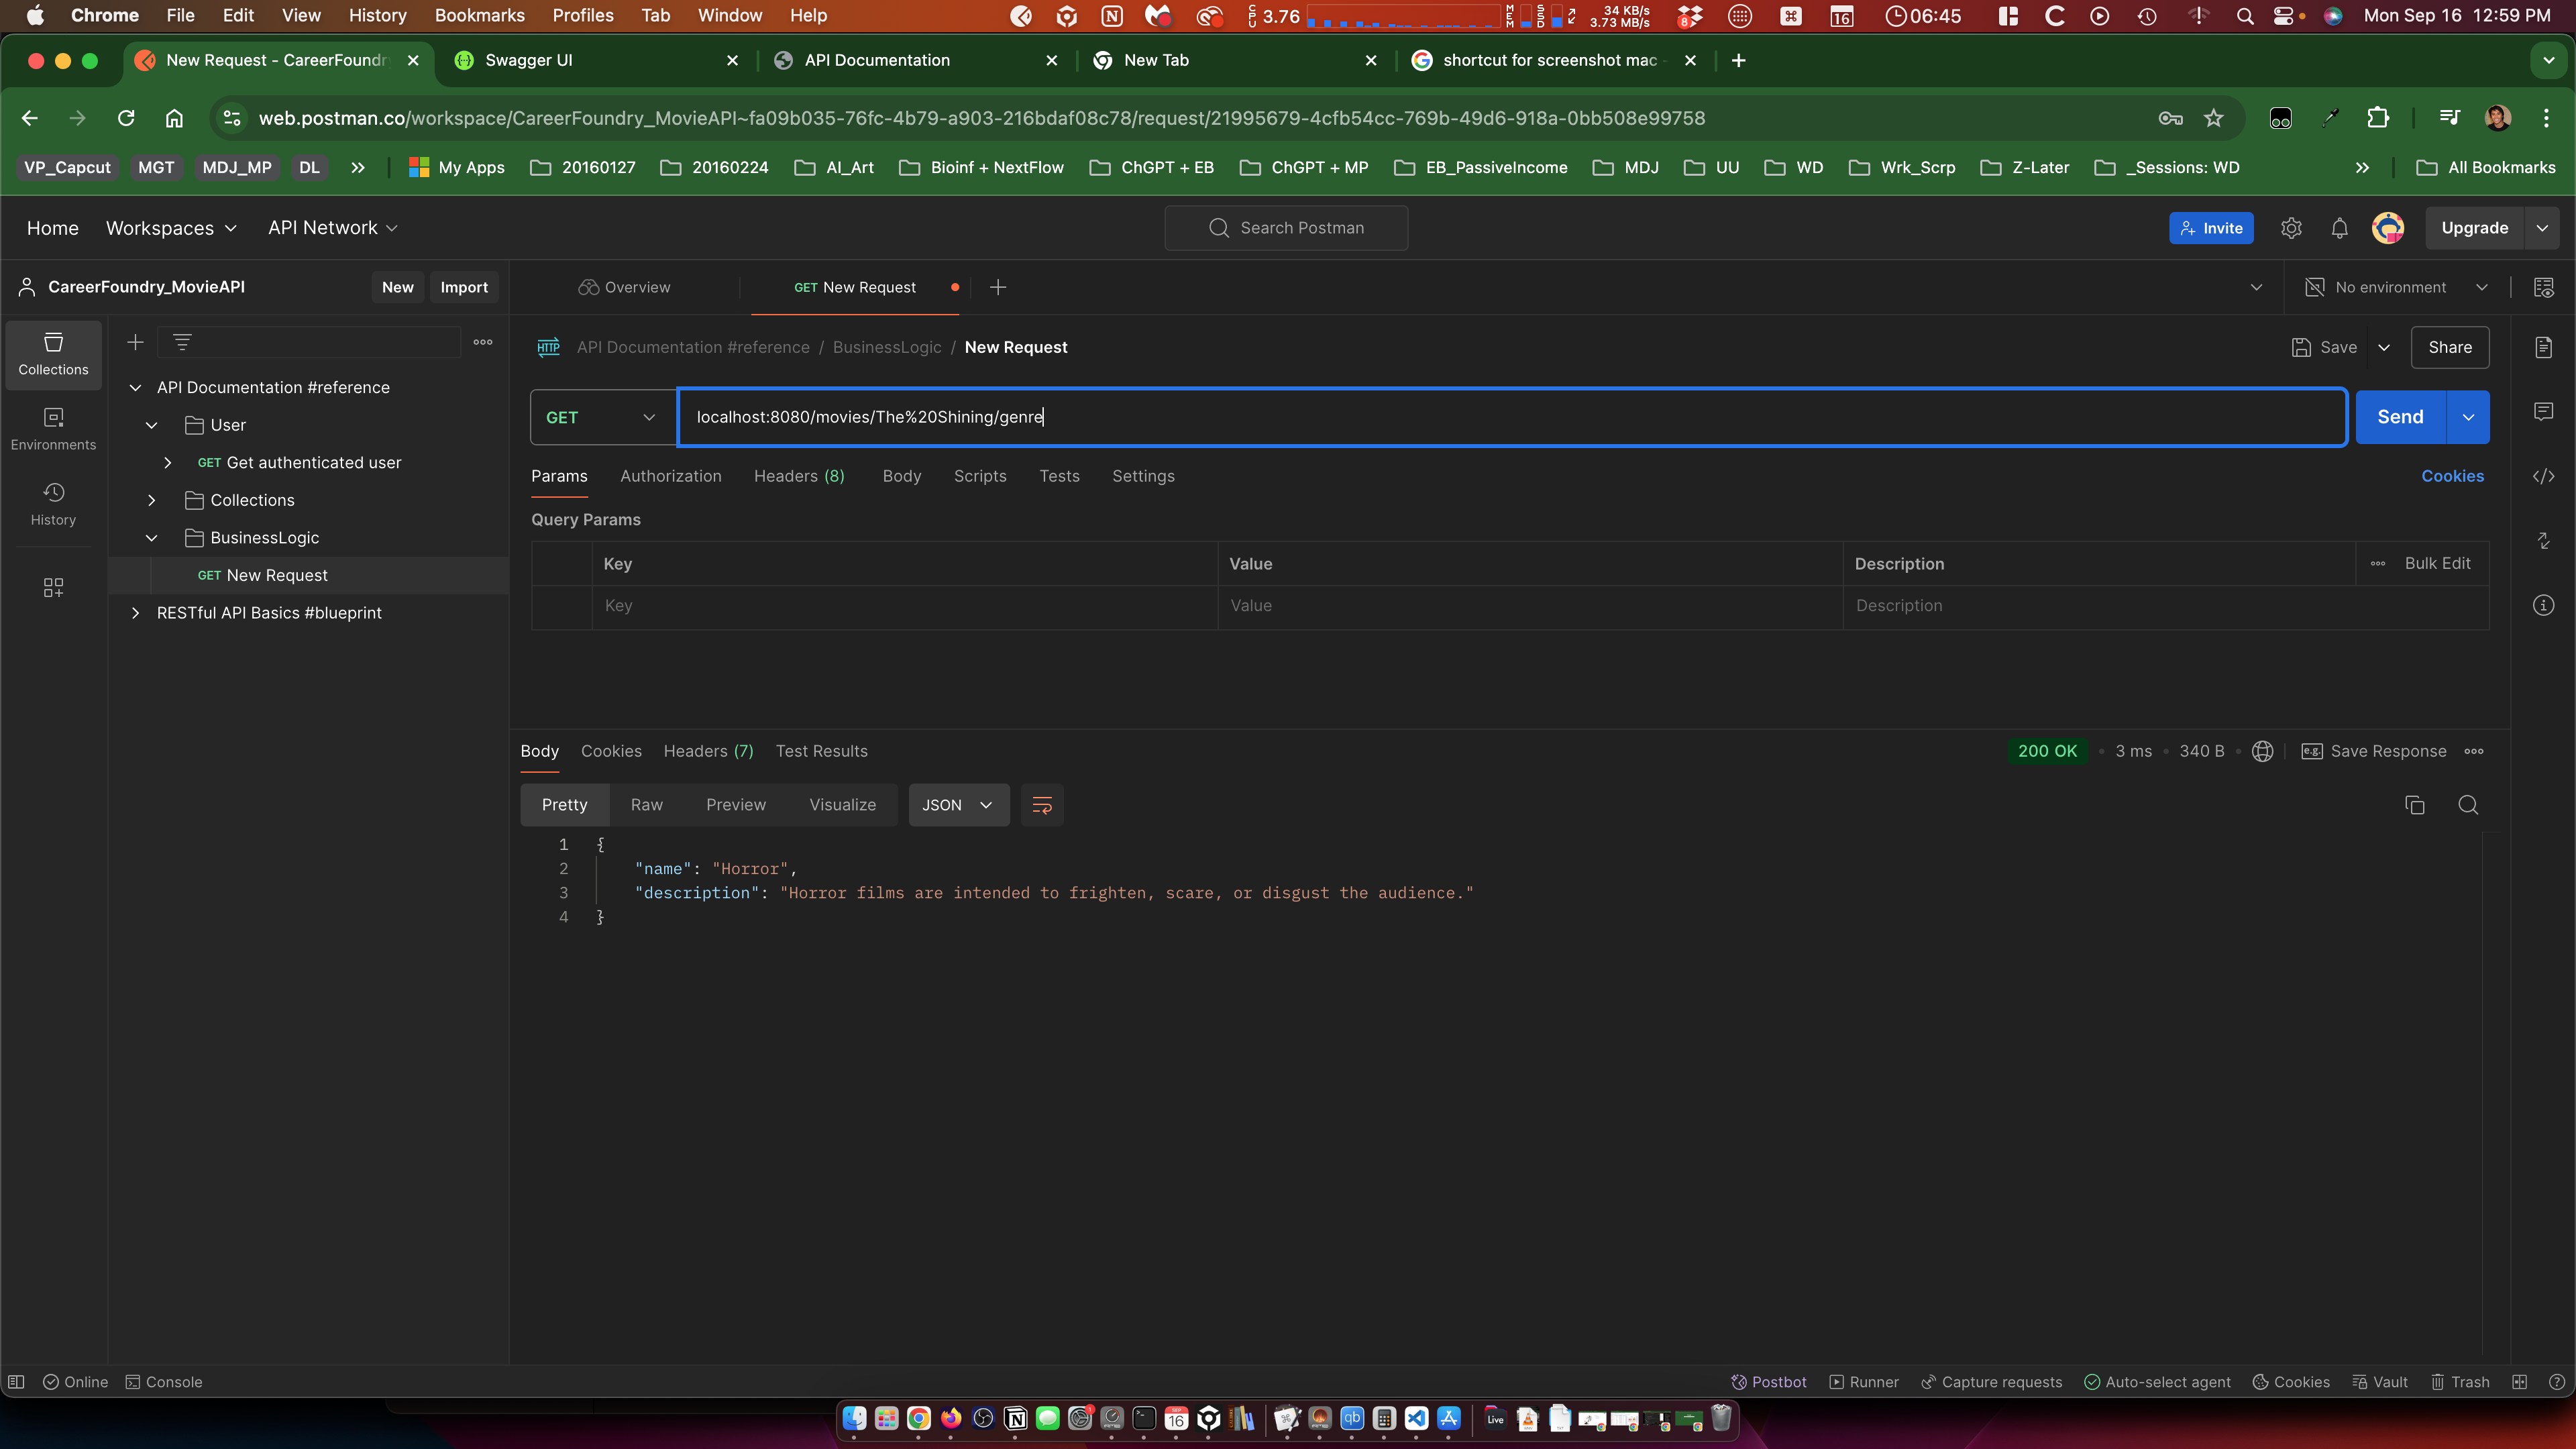 Chrome File Edit View History Bookmarks Profiles Tab Window Help CPU 3.76 MEM SSD 34 KB/s 3.73 MB/s 8 16 06:45 Mon Sep 16 12:59 PM
New Request - CareerFoundr Swagger UI API Documentation New Tab shortcut for screenshot mac -
web.postman.co/workspace/CareerFoundry_MovieAPI~fa09b035-76fc-4b79-a903-216bdaf08c78/request/21995679-4cfb54cc-769b-49d6-918a-0bb508e99758
VP_Capcut MGT MDJ_MP DL My Apps 20160127 20160224 AI_Art Bioinf + NextFlow ChGPT + EB ChGPT + MP EB_PassiveIncome MDJ UU WD Wrk_Scrp Z-Later _Sessions: WD All Bookmarks
Home Workspaces API Network Search Postman Invite Upgrade
CareerFoundry_MovieAPI New Import Overview GET New Request No environment
HTTP API Documentation #reference / BusinessLogic / New Request Save Share
Collections
Environments
History
API Documentation #reference
User
GET Get authenticated user
Collections
BusinessLogic
GET New Request
RESTful API Basics #blueprint
GET localhost:8080/movies/The%20Shining/genre Send
Params Authorization Headers (8) Body Scripts Tests Settings Cookies
Query Params
Key Value Description Bulk Edit
Key Value Description
Body Cookies Headers (7) Test Results 200 OK 3 ms 340 B e.g. Save Response
Pretty Raw Preview Visualize JSON
1 {
2 "name": "Horror",
3 "description": "Horror films are intended to frighten, scare, or disgust the audience."
4 }
Online Console Postbot Runner Capture requests Auto-select agent Cookies Vault Trash
1 SEP 16 qb Live